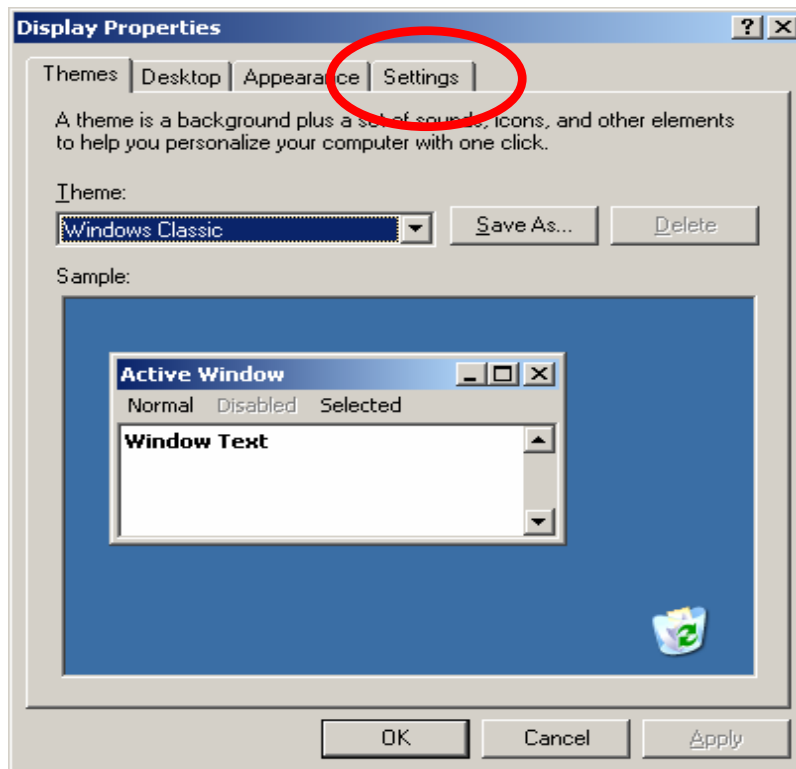 Display Properties
Themes Desktop Appearance Settings
A theme is a background plus a set of sounds, icons, and other elements
to help you personalize your computer with one click.
Theme:
Windows Classic Save As... Delete
Sample:
Active Window
Normal Disabled Selected
Window Text
OK Cancel Apply